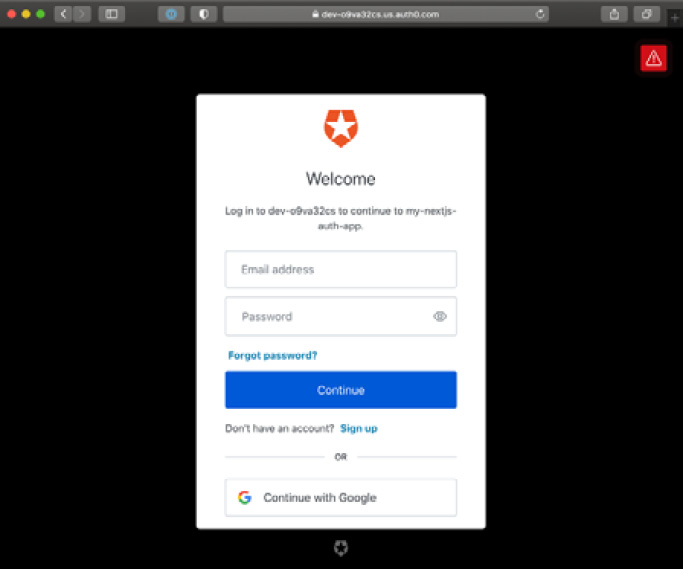 dev-o9va32cs.us.auth0.com
Welcome
Log in to dev-o9va32cs to continue to my-nextjs-
auth-app.
Email address
Password
Forgot password?
Continue
Don't have an account? Sign up
OR
Continue with Google